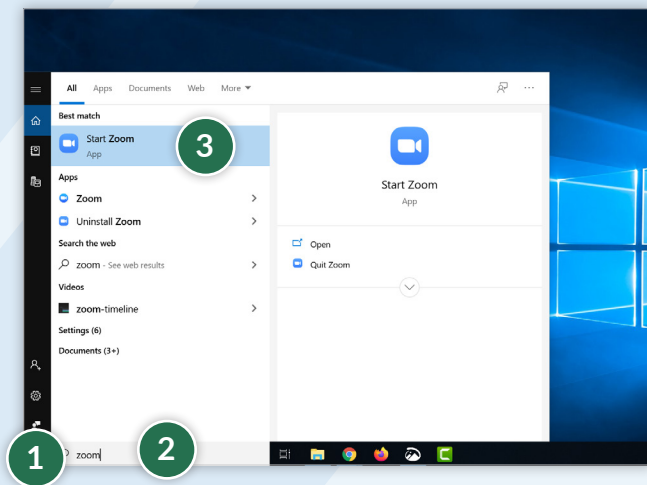 All Apps Documents Web More
Best match
Start Zoom
App
3
Apps
Zoom
Uninstall Zoom
Search the web
zoom - See web results
Videos
zoom-timeline
Settings (6)
Documents (3+)
Start Zoom
App
Open
Quit Zoom
1
zoom
2